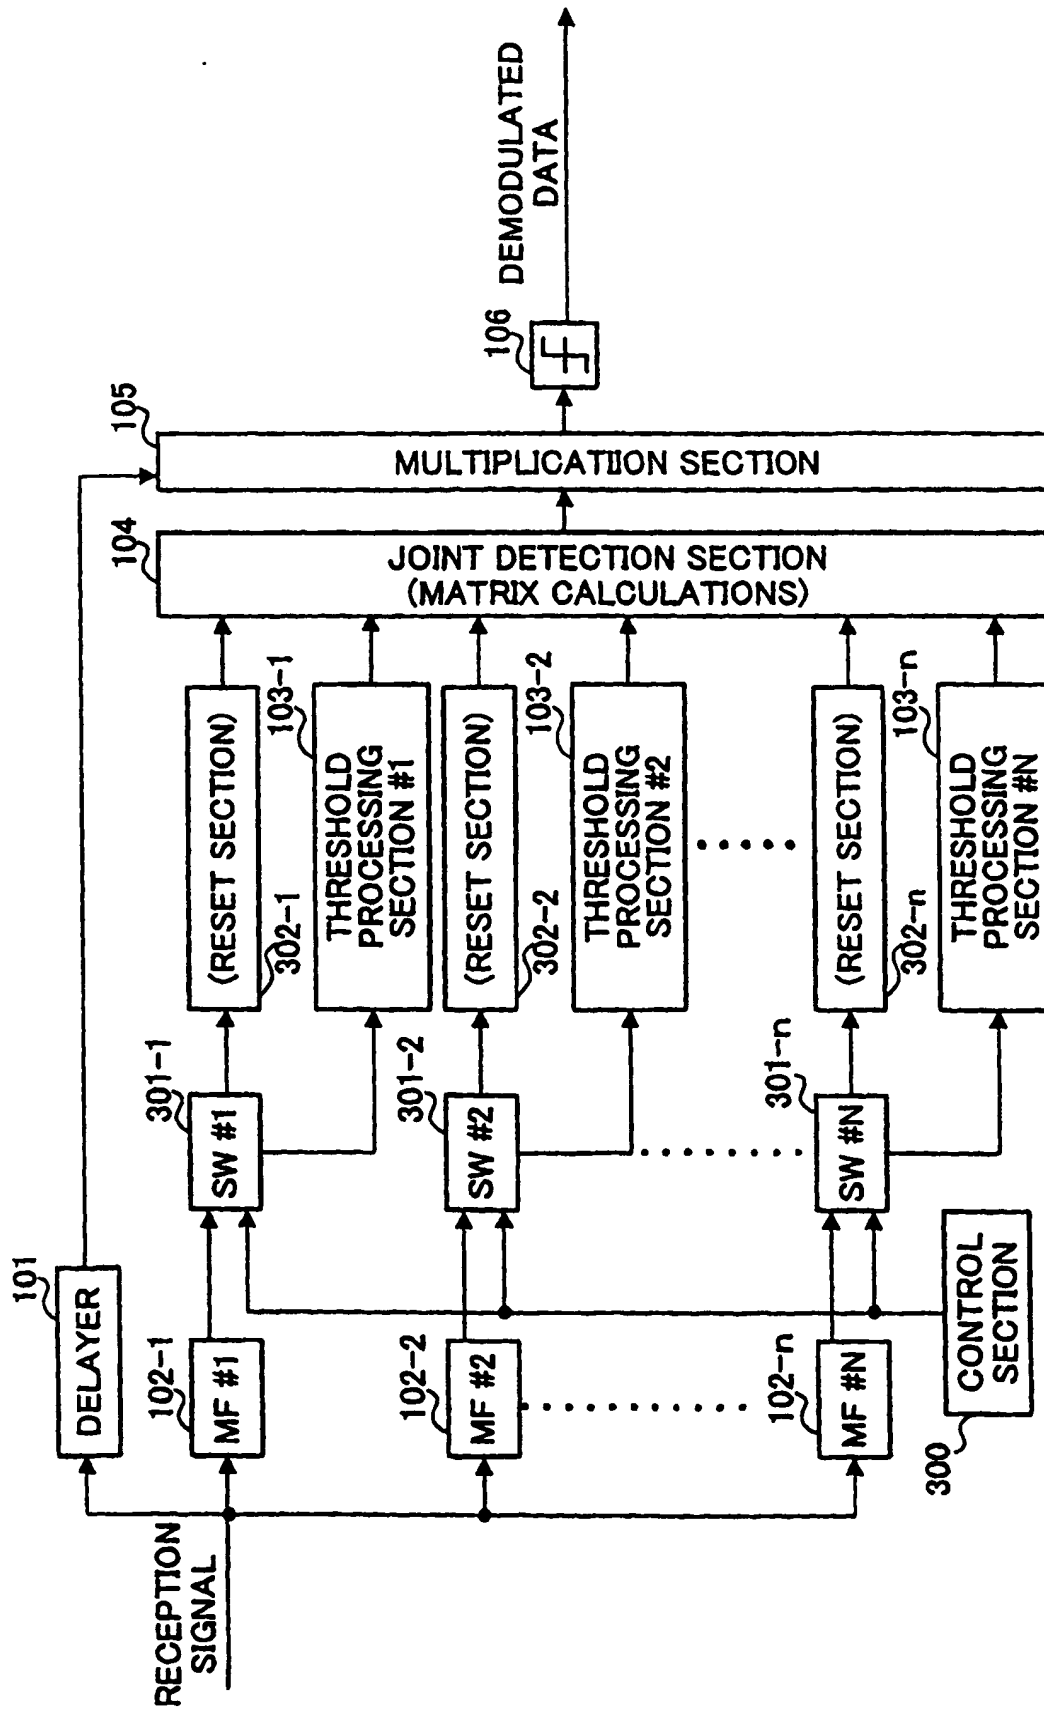 RECEPTION
SIGNAL
101
DELAYER
102-1
MF #1
102-2
MF #2
102-n
MF #N
300
CONTROL
SECTION
301-1
SW #1
301-2
SW #2
301-n
SW #N
302-1
(RESET SECTION)
103-1
THRESHOLD
PROCESSING
SECTION #1
302-2
(RESET SECTION)
103-2
THRESHOLD
PROCESSING
SECTION #2
302-n
(RESET SECTION)
103-n
THRESHOLD
PROCESSING
SECTION #N
104
JOINT DETECTION SECTION
(MATRIX CALCULATIONS)
105
MULTIPLICATIION SECTION
106
DEMODULATED
DATA